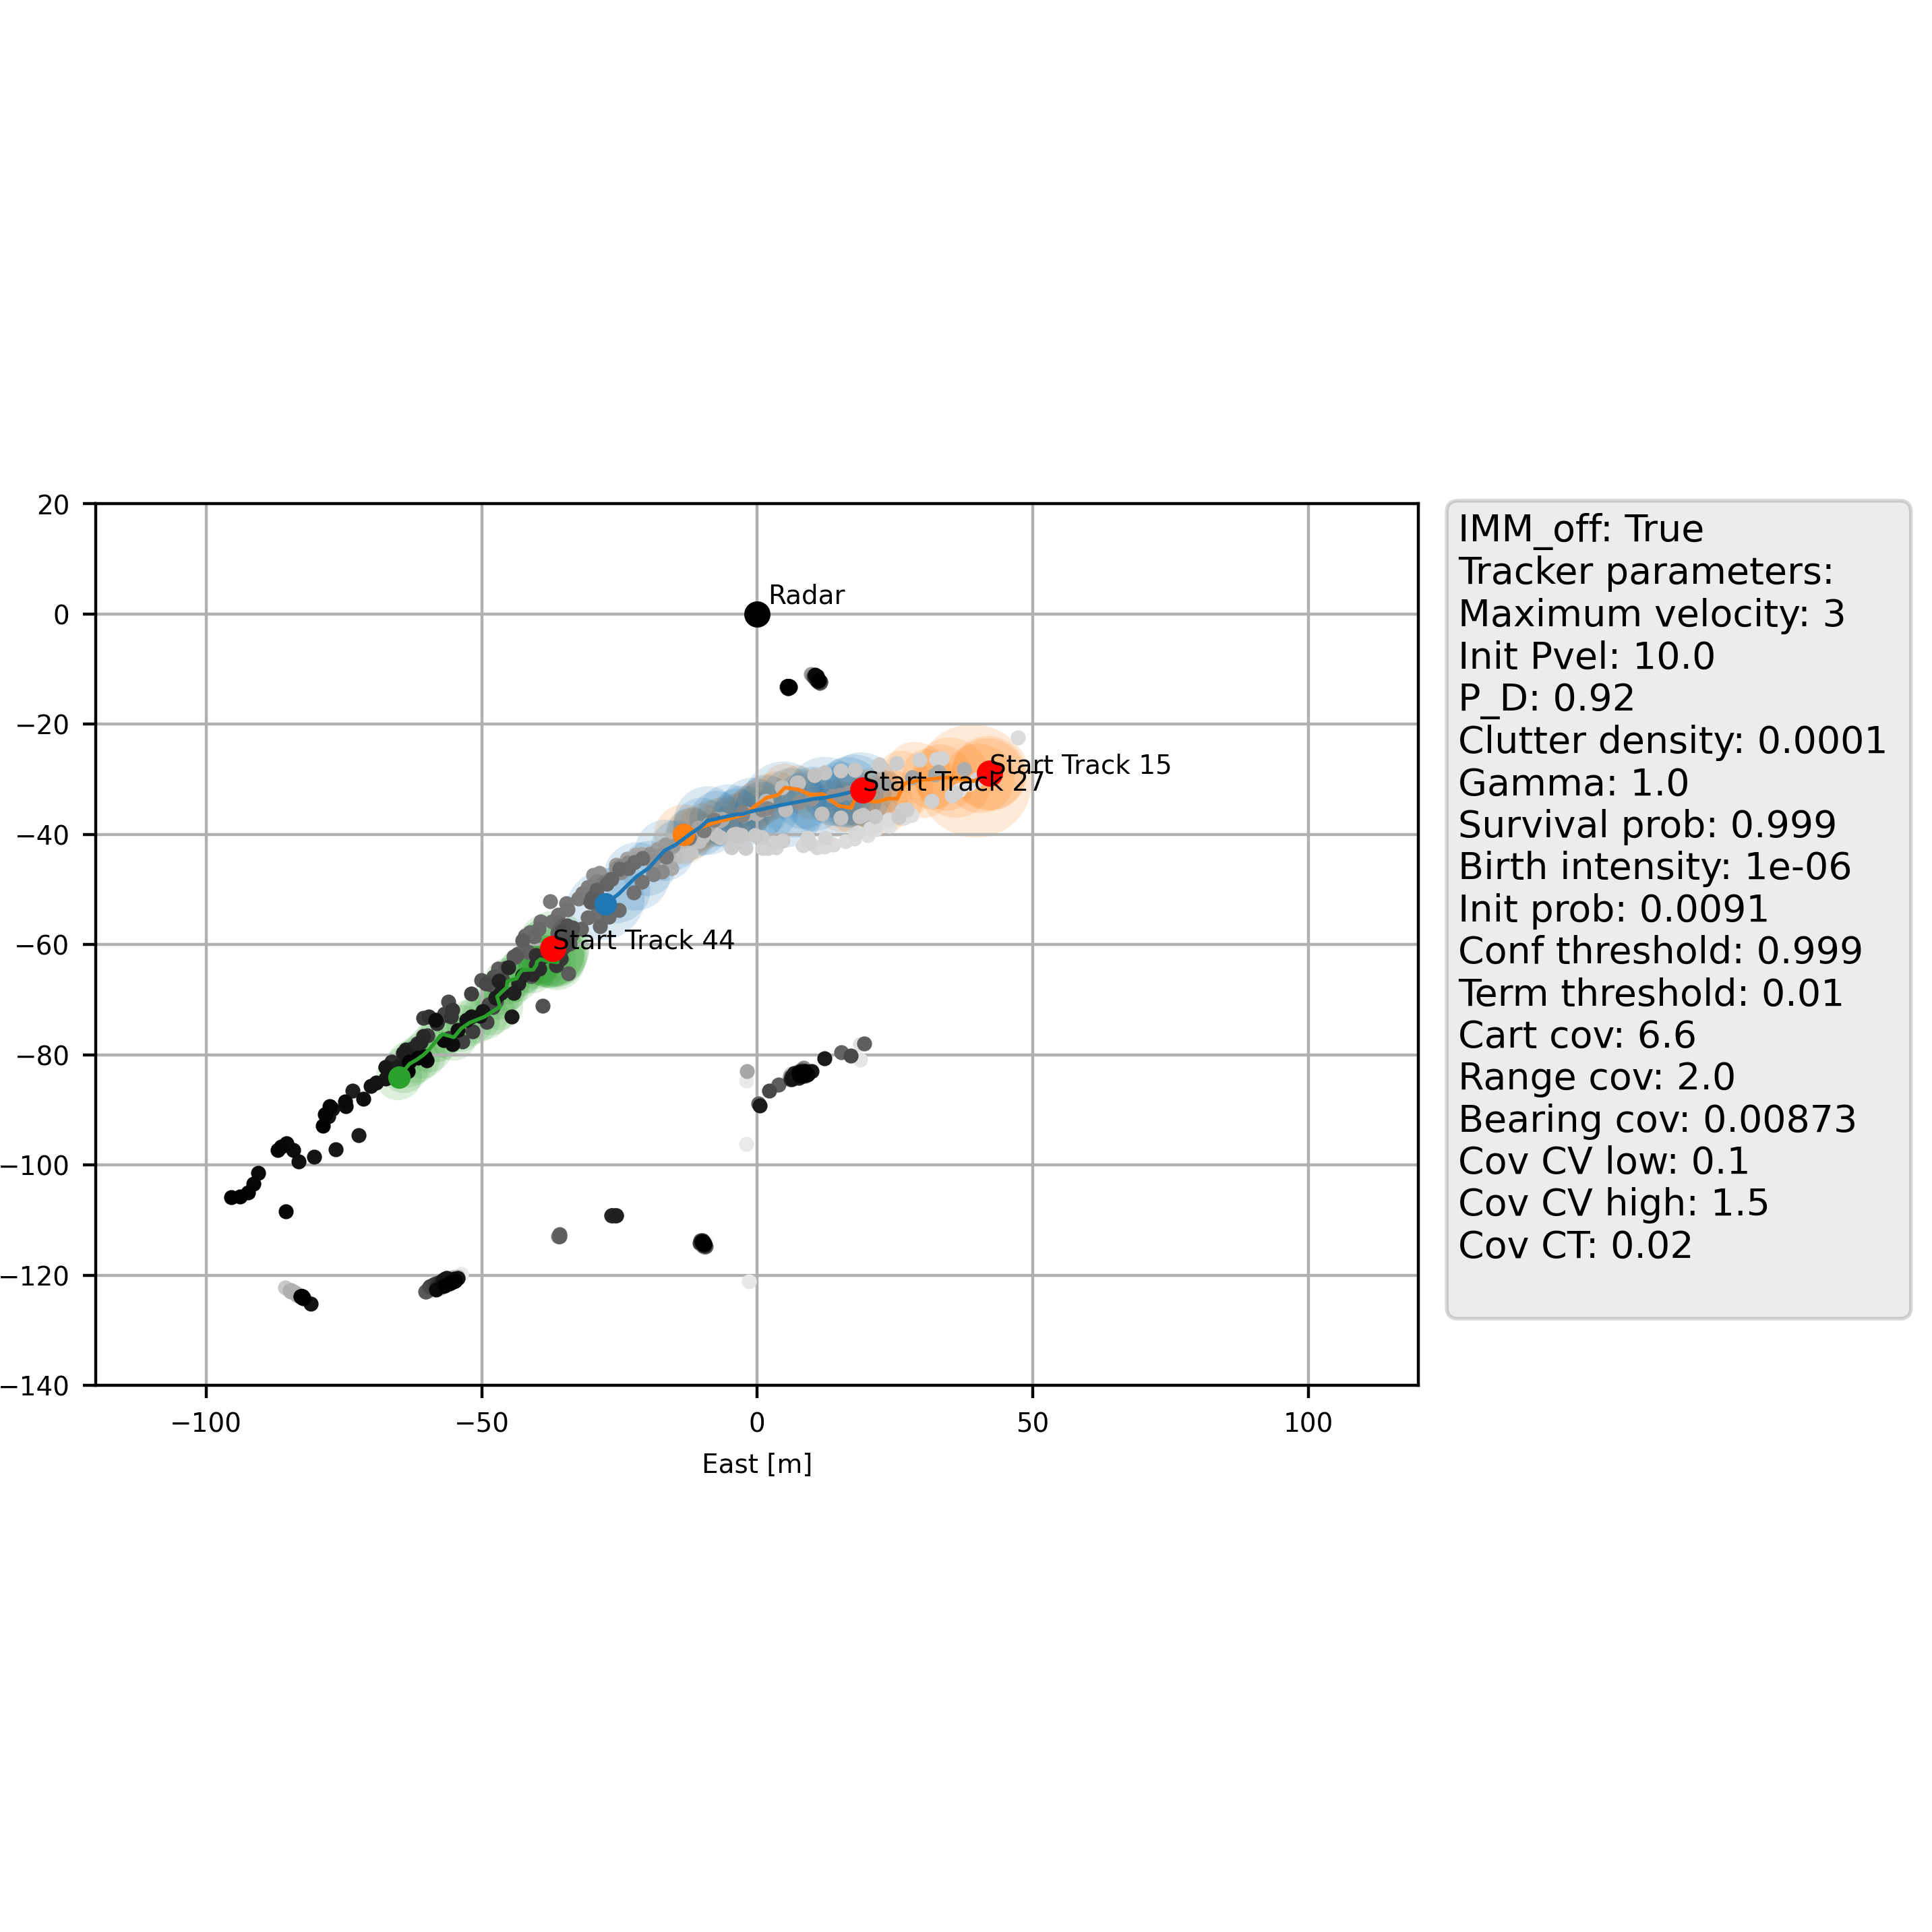 20
0
−20
−40
−60
−80
−100
−120
−140
−100
−50
0
50
100
East [m]
Radar
Start Track 15
Start Track 27
Start Track 44
IMM_off: True
Tracker parameters:
Maximum velocity: 3
Init Pvel: 10.0
P_D: 0.92
Clutter density: 0.0001
Gamma: 1.0
Survival prob: 0.999
Birth intensity: 1e-06
Init prob: 0.0091
Conf threshold: 0.999
Term threshold: 0.01
Cart cov: 6.6
Range cov: 2.0
Bearing cov: 0.00873
Cov CV low: 0.1
Cov CV high: 1.5
Cov CT: 0.02